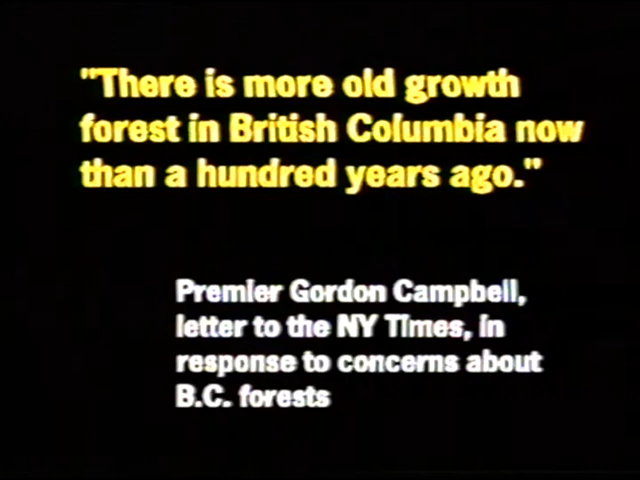 "There is more old growth
forest in British Columbia now
than a hundred years ago."
Premier Gordon Campbell,
letter to the NY Times, in
response to concerns about
B.C. forests